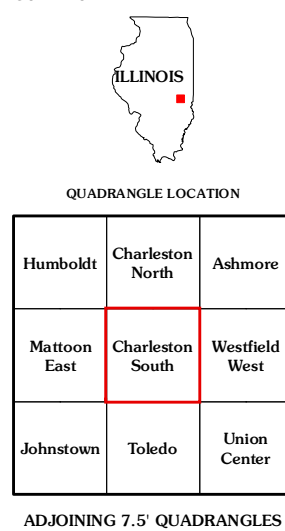 ILLINOIS
QUADRANGLE LOCATION
Humboldt
Charleston
North
Ashmore
Mattoon
East
Charleston
South
Westfield
West
Johnstown
Toledo
Union
Center
ADJOINING 7.5' QUADRANGLES